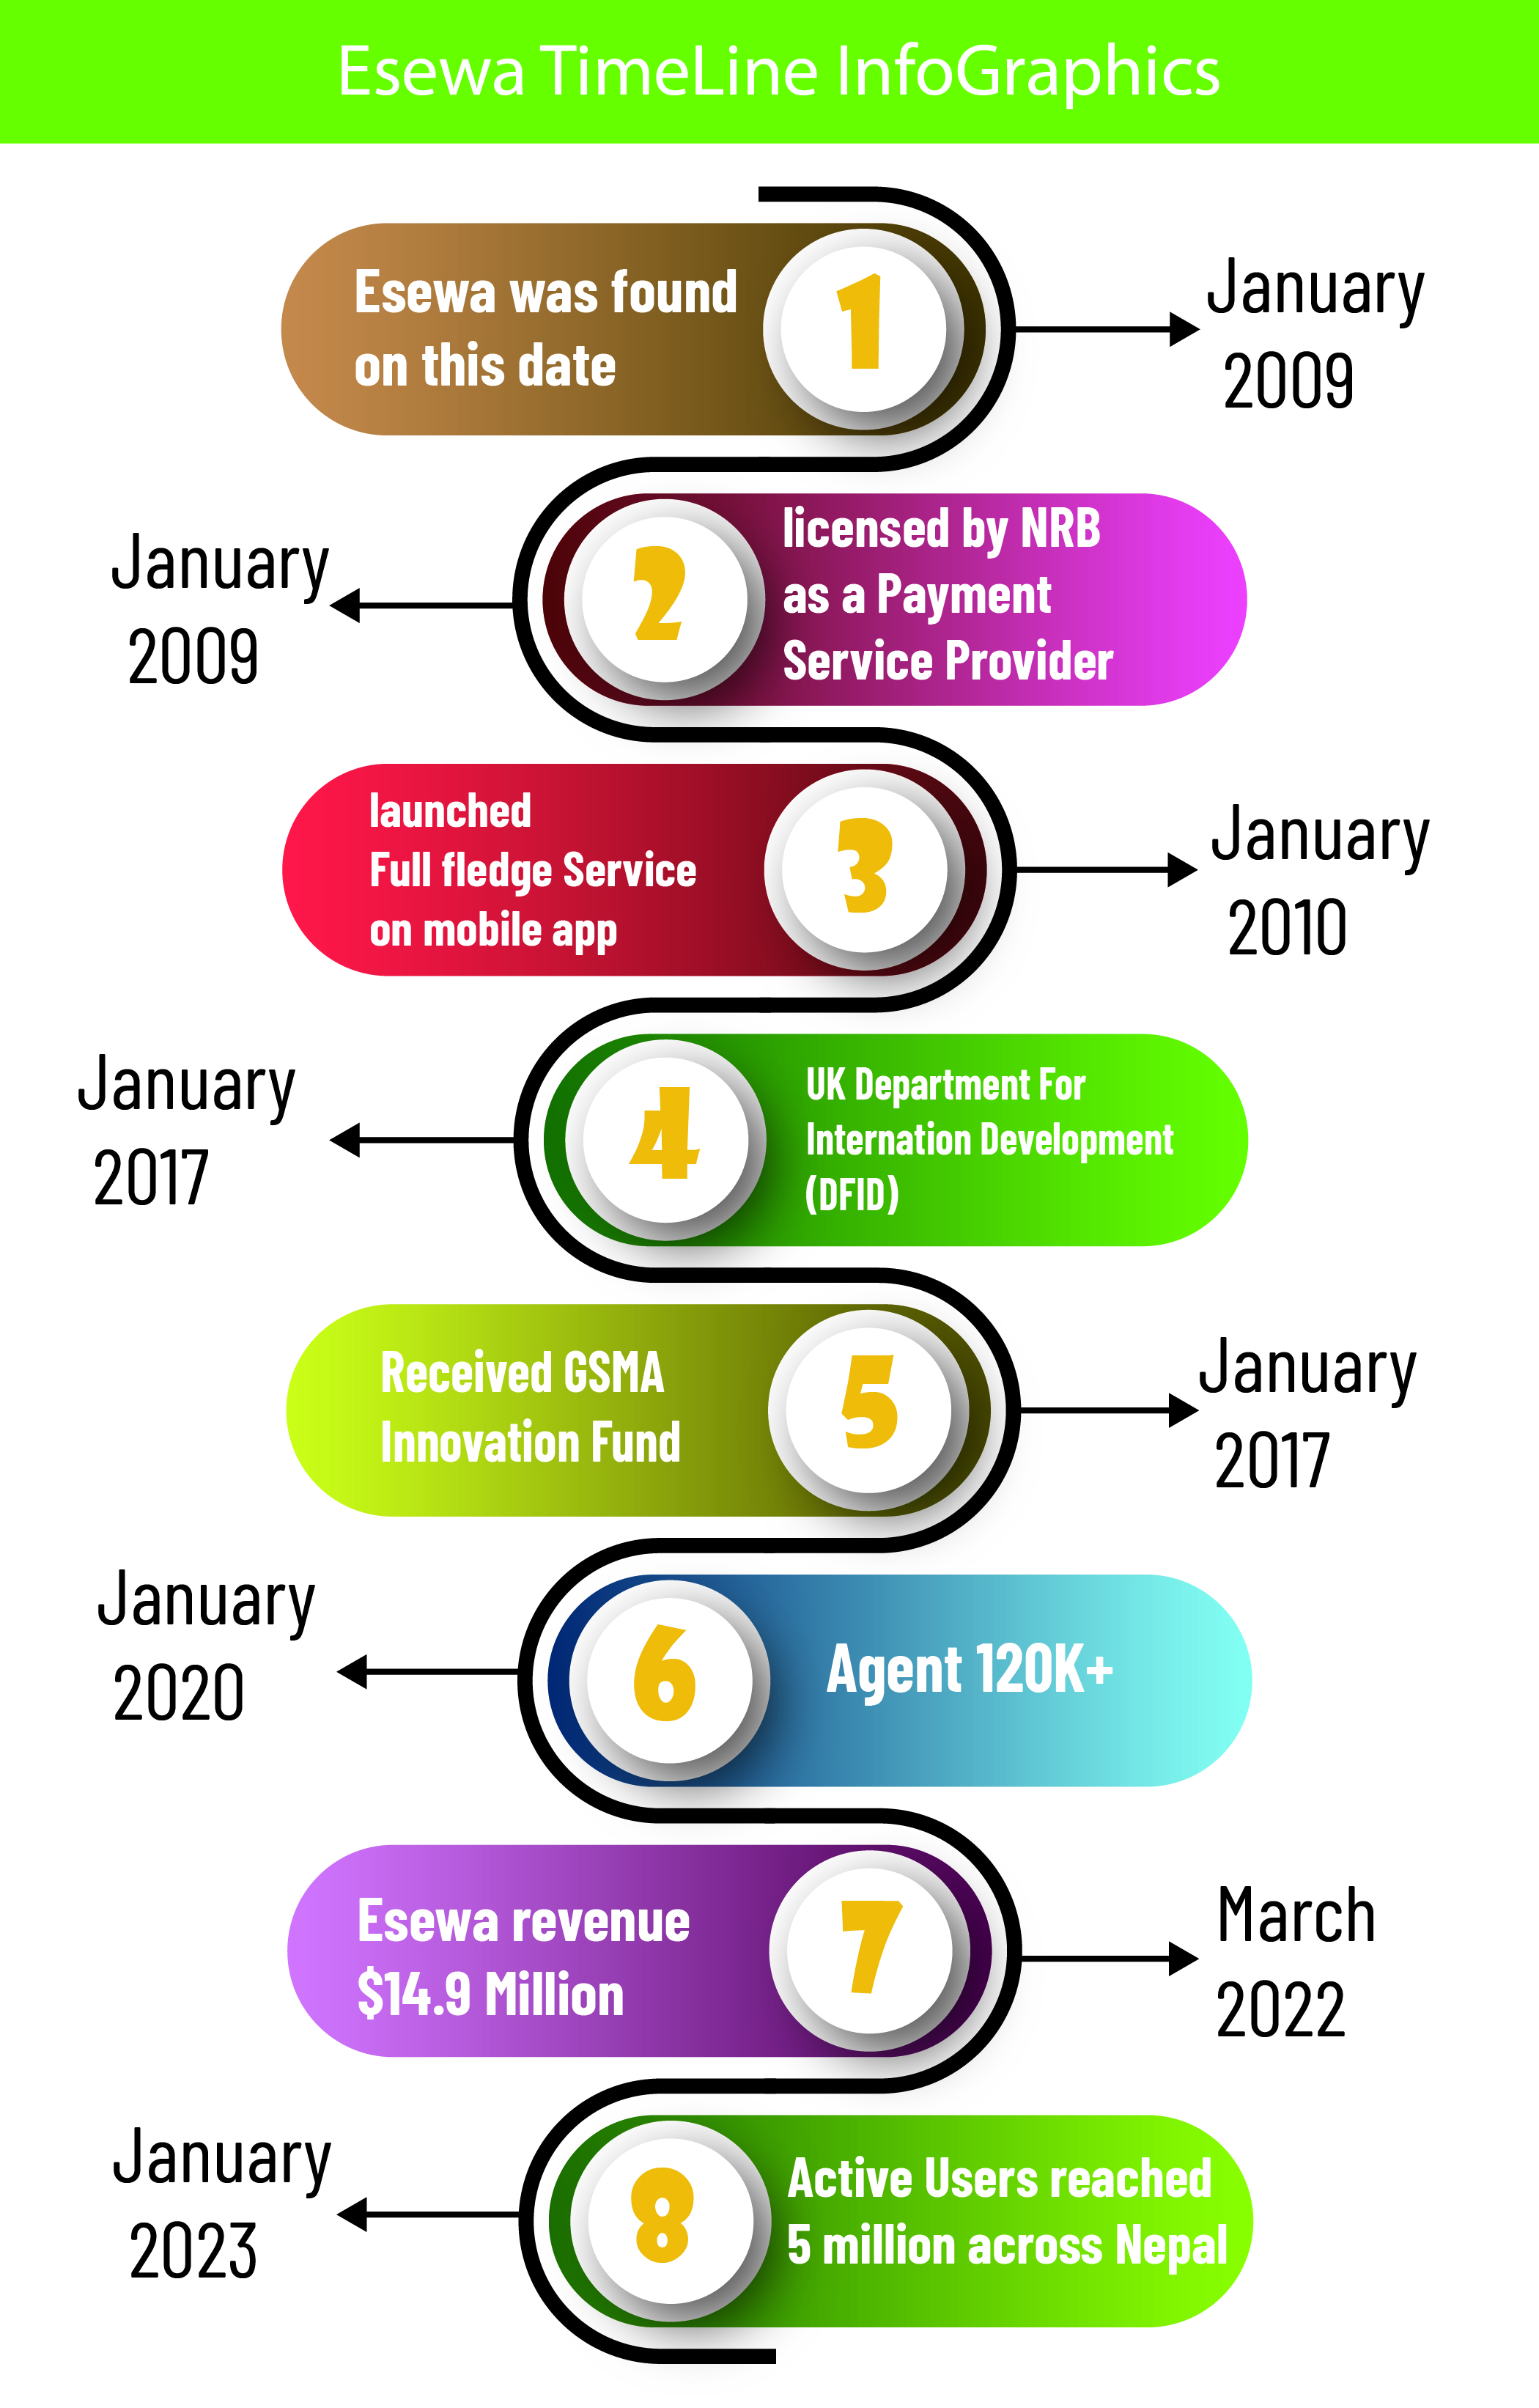 Esewa TimeLine InfoGraphics
Esewa was found
on this date
1
January
2009
January
2009
2
licensed by NRB
as a Payment
Service Provider
launched
Full fledge Service
on mobile app
3
January
2010
January
2017
4
UK Department For
Internation Development
(DFID)
Received GSMA
Innovation Fund
5
January
2017
January
2020
6
Agent 120K+
Esewa revenue
$14.9 Million
7
March
2022
January
2023
8
Active Users reached
5 million across Nepal